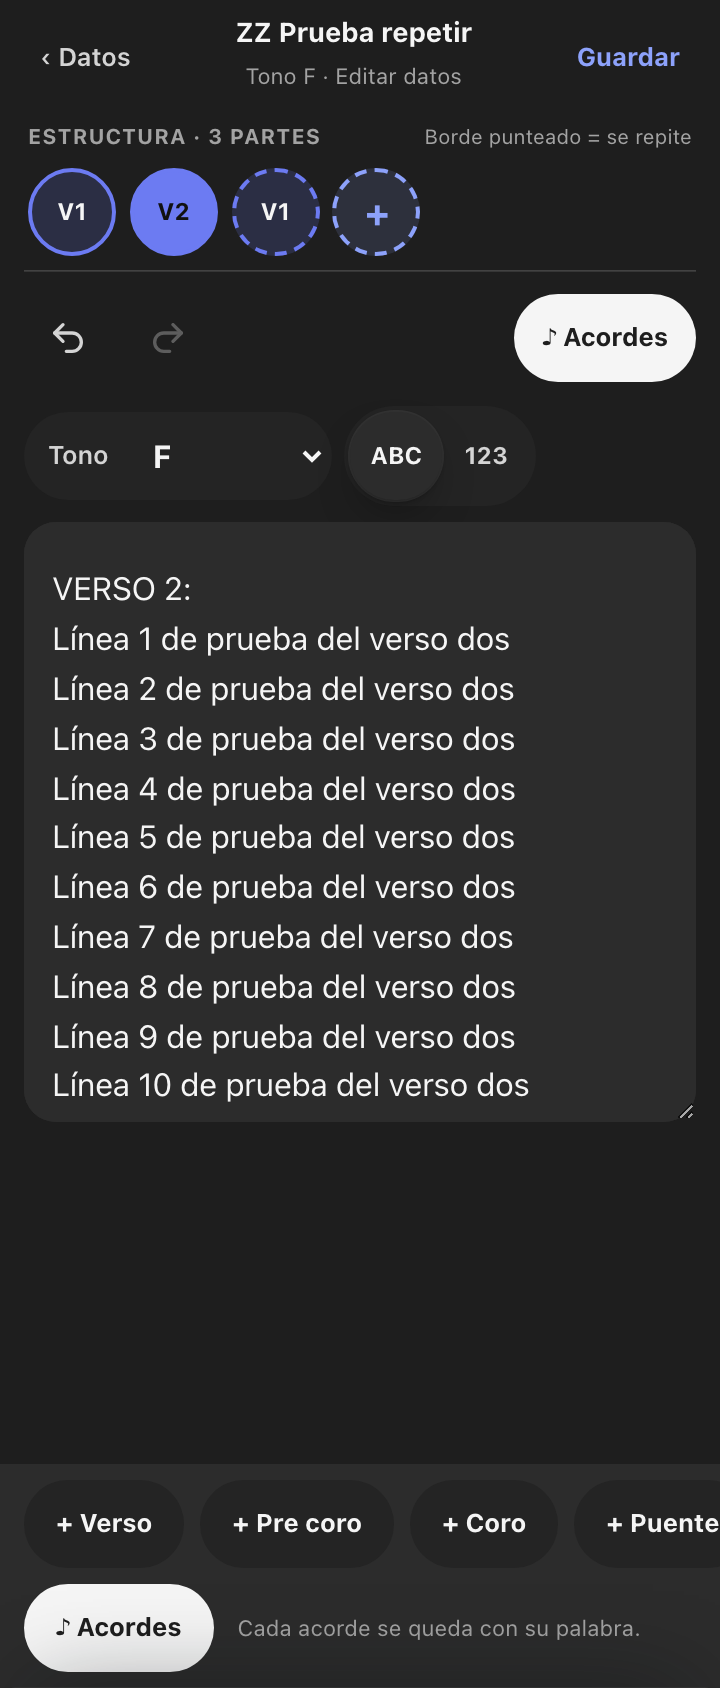 ZZ Prueba repetir
‹ Datos
Guardar
Tono F · Editar datos
ESTRUCTURA · 3 PARTES
Borde punteado = se repite
V1 V2 V1 +
♪ Acordes
Tono F ABC 123
VERSO 2:
Línea 1 de prueba del verso dos
Línea 2 de prueba del verso dos
Línea 3 de prueba del verso dos
Línea 4 de prueba del verso dos
Línea 5 de prueba del verso dos
Línea 6 de prueba del verso dos
Línea 7 de prueba del verso dos
Línea 8 de prueba del verso dos
Línea 9 de prueba del verso dos
Línea 10 de prueba del verso dos
+ Verso + Pre coro + Coro + Puente
♪ Acordes Cada acorde se queda con su palabra.